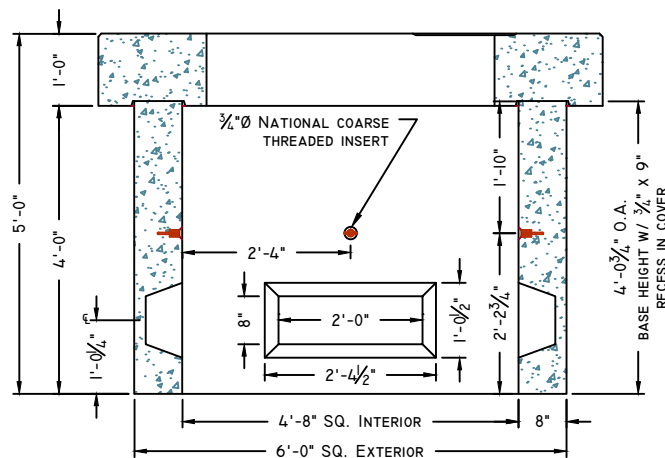 1'-0"
5'-0"
4'-0"
1'-0¼"
℄
¾"Ø National coarse
threaded insert
2'-4"
8"
2'-0"
2'-4½"
1'-0½"
1'-10"
2'-2¾"
4'-0¾" O.A.
base height w/ ¾" x 9"
recess in cover
4'-8" sq. Interior
8"
6'-0" sq. Exterior